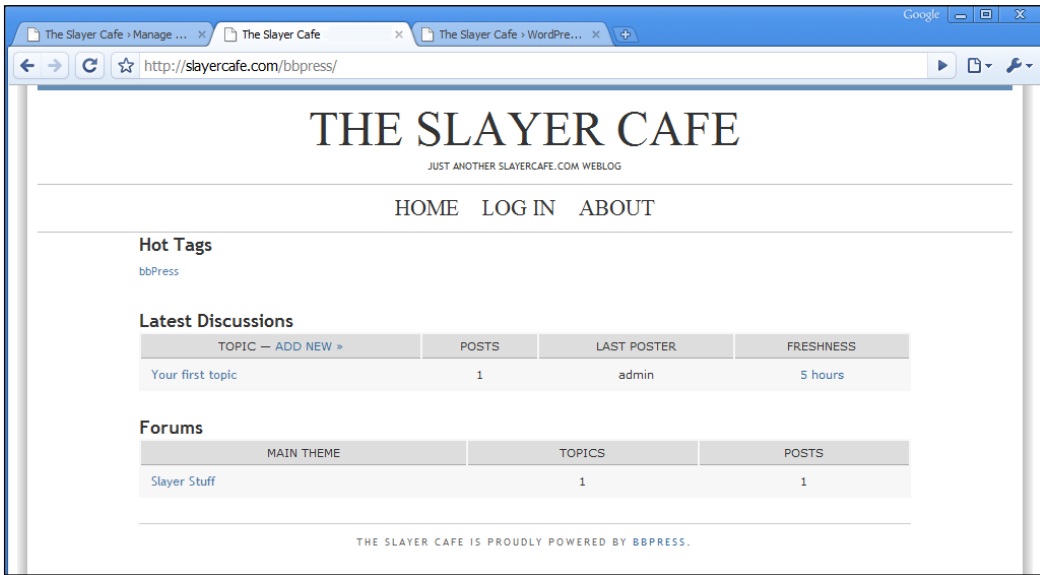 Google
The Slayer Cafe › Manage ... The Slayer Cafe The Slayer Cafe › WordPre...
http://slayercafe.com/bbpress/
THE SLAYER CAFE
JUST ANOTHER SLAYERCAFE.COM WEBLOG
HOME LOG IN ABOUT
Hot Tags
bbPress
Latest Discussions
TOPIC — ADD NEW » POSTS LAST POSTER FRESHNESS
Your first topic 1 admin 5 hours
Forums
MAIN THEME TOPICS POSTS
Slayer Stuff 1 1
THE SLAYER CAFE IS PROUDLY POWERED BY BBPRESS.